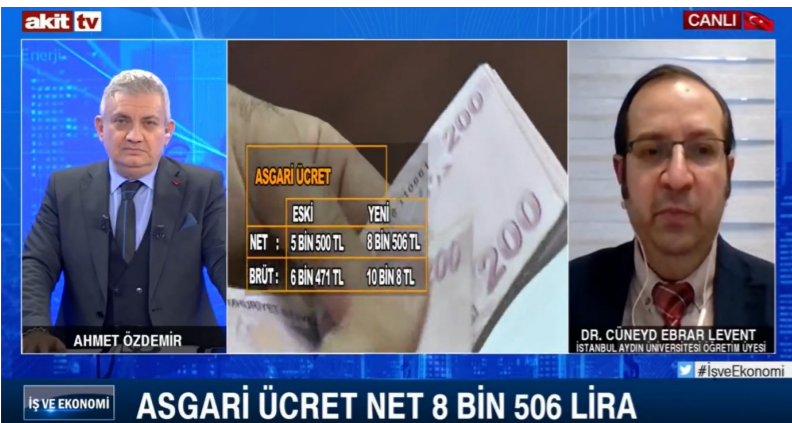 akit tv
CANLI
Enerji
ASGARİ ÜCRET
ESKİ YENİ
NET : 5 BİN 500 TL 8 BİN 506 TL
BRÜT : 6 BİN 471 TL 10 BİN 8 TL
200
200
AHMET ÖZDEMİR
DR. CÜNEYD EBRAR LEVENT
İSTANBUL AYDIN ÜNİVERSİTESİ ÖĞRETİM ÜYESİ
#İşveEkonomi
İŞ VE EKONOMİ
ASGARİ ÜCRET NET 8 BİN 506 LİRA